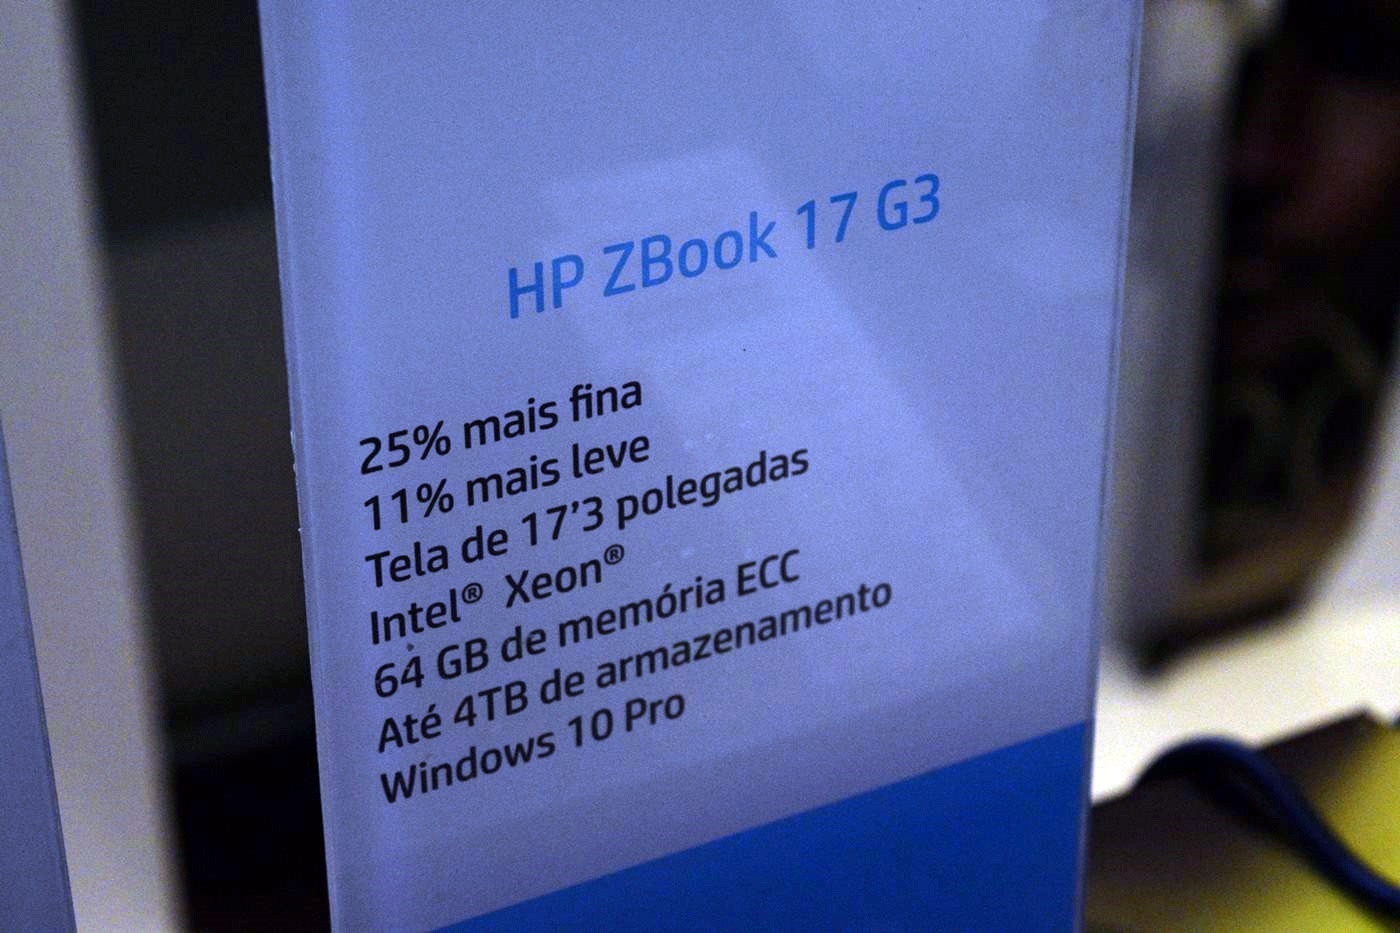 HP ZBook 17 G3
25% mais fina
11% mais leve
Tela de 17’3 polegadas
Intel® Xeon®
64 GB de memória ECC
Até 4TB de armazenamento
Windows 10 Pro